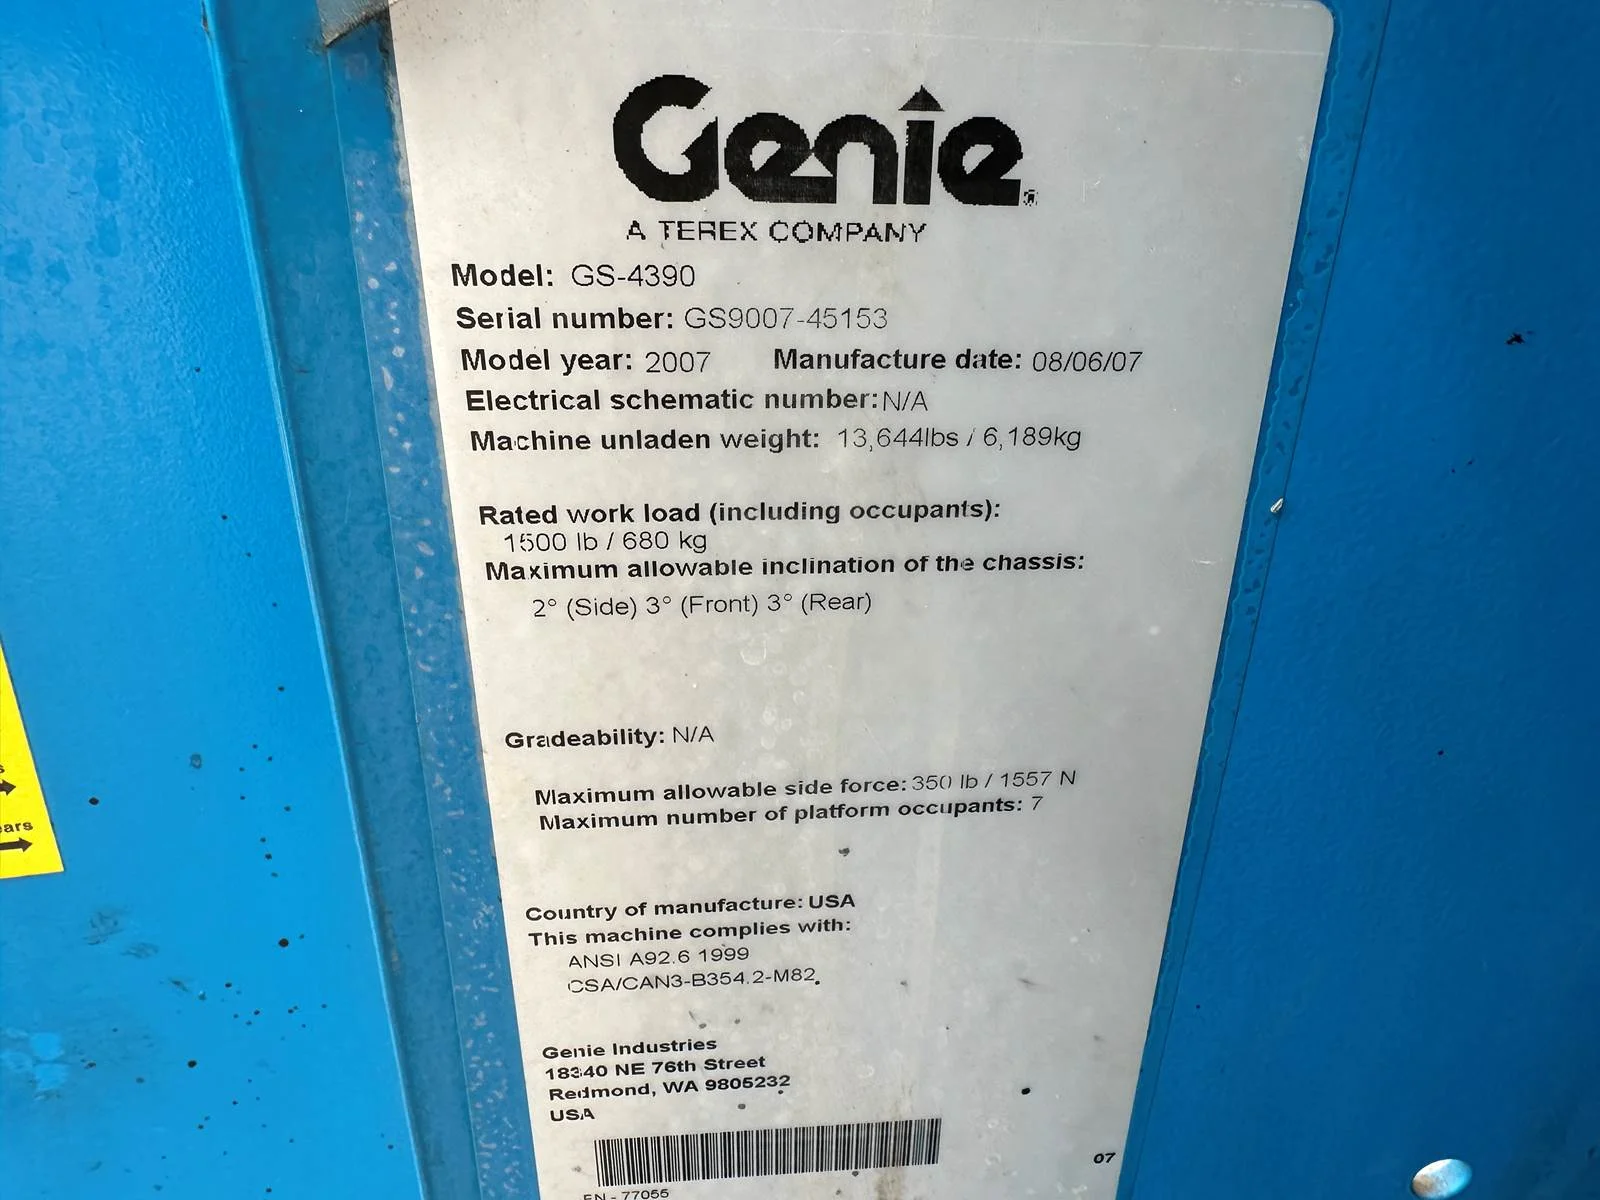 Genie
A TEREX COMPANY
Model: GS-4390
Serial number: GS9007-45153
Model year: 2007 Manufacture date: 08/06/07
Electrical schematic number: N/A
Machine unladen weight: 13,644lbs / 6,189kg
Rated work load (including occupants):
1500 lb / 680 kg
Maximum allowable inclination of the chassis:
2° (Side) 3° (Front) 3° (Rear)
Gradeability: N/A
Maximum allowable side force: 350 lb / 1557 N
Maximum number of platform occupants: 7
Country of manufacture: USA
This machine complies with:
ANSI A92.6 1999
CSA/CAN3-B354.2-M82
Genie Industries
18340 NE 76th Street
Redmond, WA 9805232
USA
07
EN - 77055